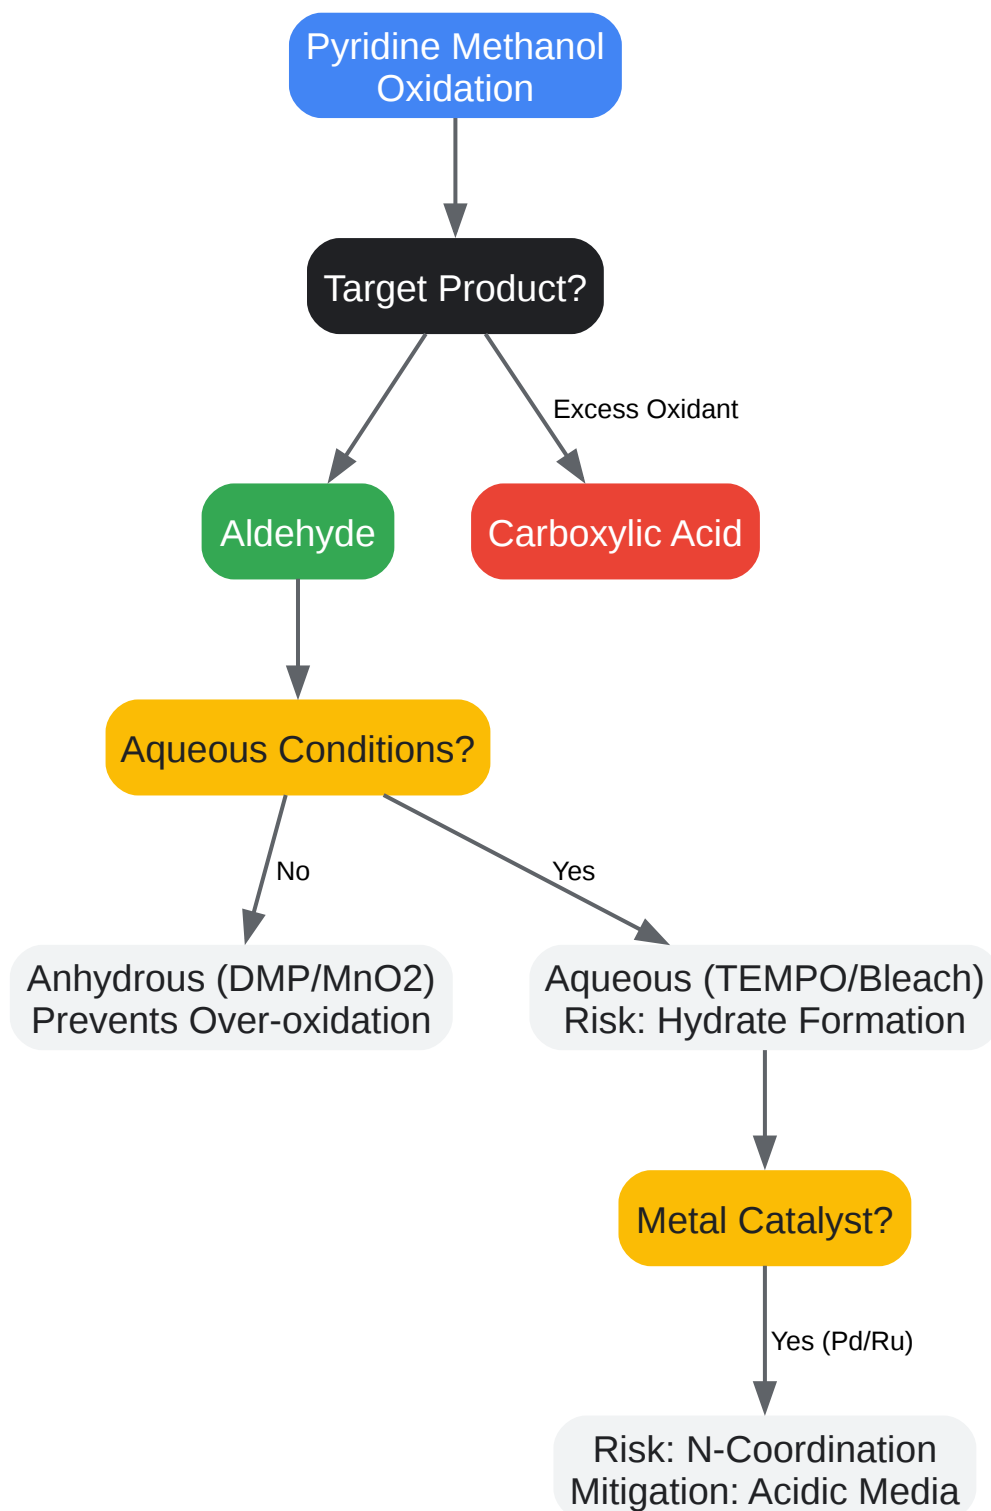 Pyridine Methanol
Oxidation
Target Product?
Excess Oxidant
Aldehyde
Carboxylic Acid
Aqueous Conditions?
No
Yes
Anhydrous (DMP/MnO2)
Prevents Over-oxidation
Aqueous (TEMPO/Bleach)
Risk: Hydrate Formation
Metal Catalyst?
Yes (Pd/Ru)
Risk: N-Coordination
Mitigation: Acidic Media